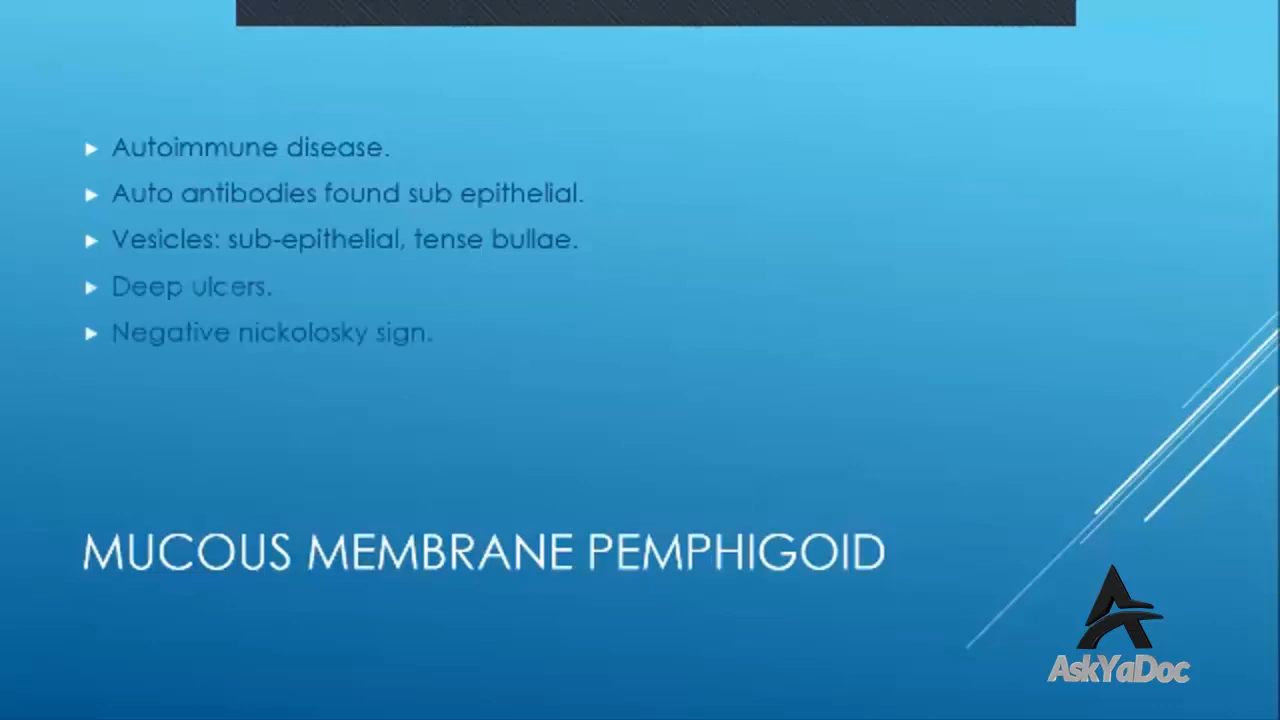 Autoimmune disease.
Auto antibodies found sub epithelial.
Vesicles: sub-epithelial, tense bullae.
Deep ulcers.
Negative nickolosky sign.
MUCOUS MEMBRANE PEMPHIGOID
AskYaDoc